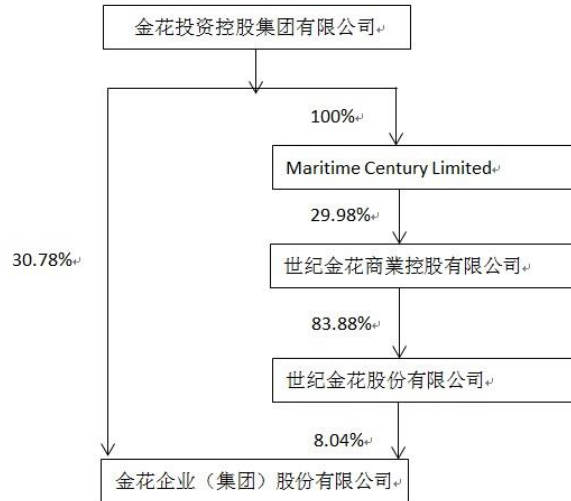 金花投资控股集团有限公司
100%
Maritime Century Limited
29.98%
30.78%
世纪金花商業控股有限公司
83.88%
世纪金花股份有限公司
8.04%
金花企业（集团）股份有限公司